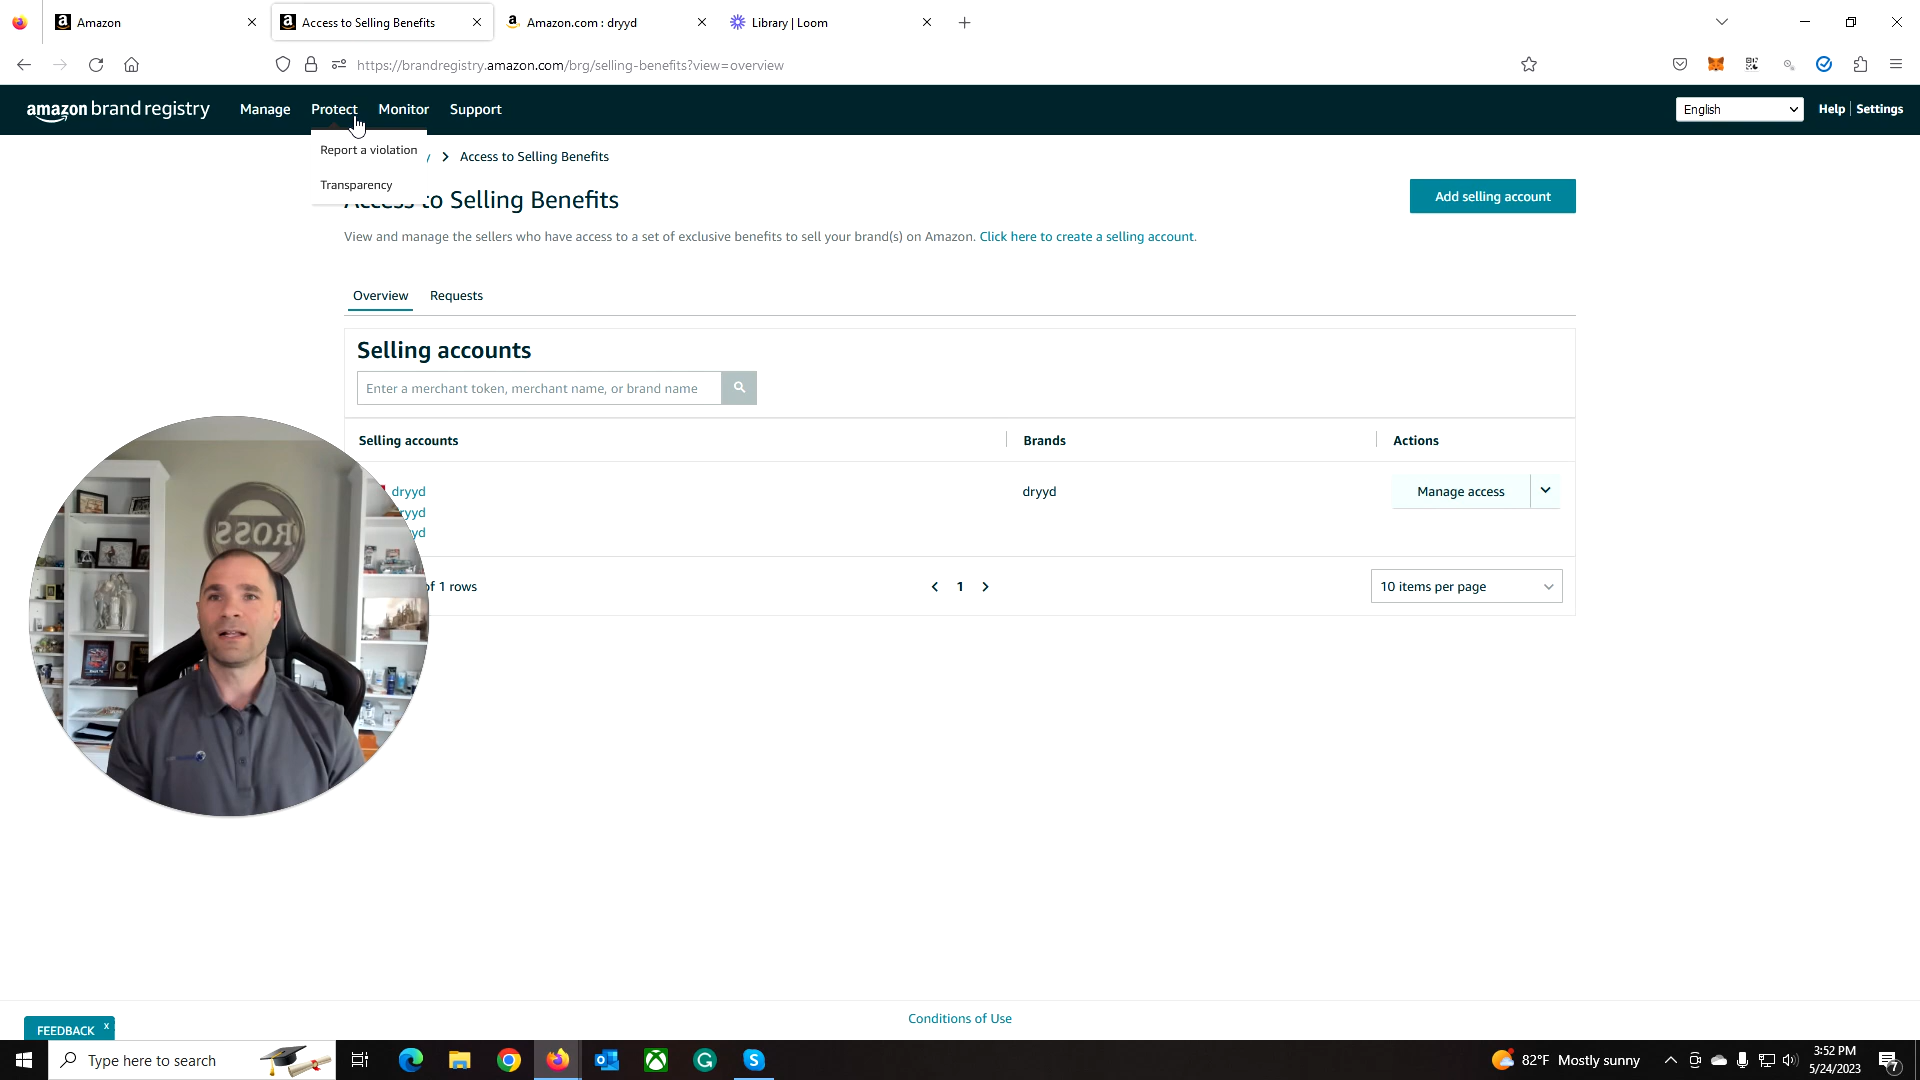 Amazon
Access to Selling Benefits
Amazon.com : dryyd
Library | Loom
https://brandregistry.amazon.com/brg/selling-benefits?view=overview
amazon brand registry
Manage
Protect
Monitor
Support
English
Help
Settings
Report a violation
Transparency
Access to Selling Benefits
Access to Selling Benefits
Add selling account
View and manage the sellers who have access to a set of exclusive benefits to sell your brand(s) on Amazon. Click here to create a selling account.
Overview
Requests
Selling accounts
Enter a merchant token, merchant name, or brand name
Selling accounts
Brands
Actions
dryyd
dryyd
Manage access
ryyd
yd
of 1 rows
1
10 items per page
ROSS
Conditions of Use
FEEDBACK x
Type here to search
82°F Mostly sunny
3:52 PM
5/24/2023
7